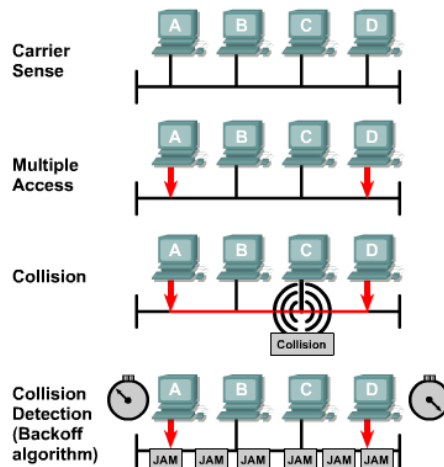 A B C D
Carrier
Sense
A B C D
Multiple
Access
A B C D
Collision
Collision
A B C D
Collision
Detection
(Backoff
algorithm)
JAM JAM JAM JAM JAM JAM